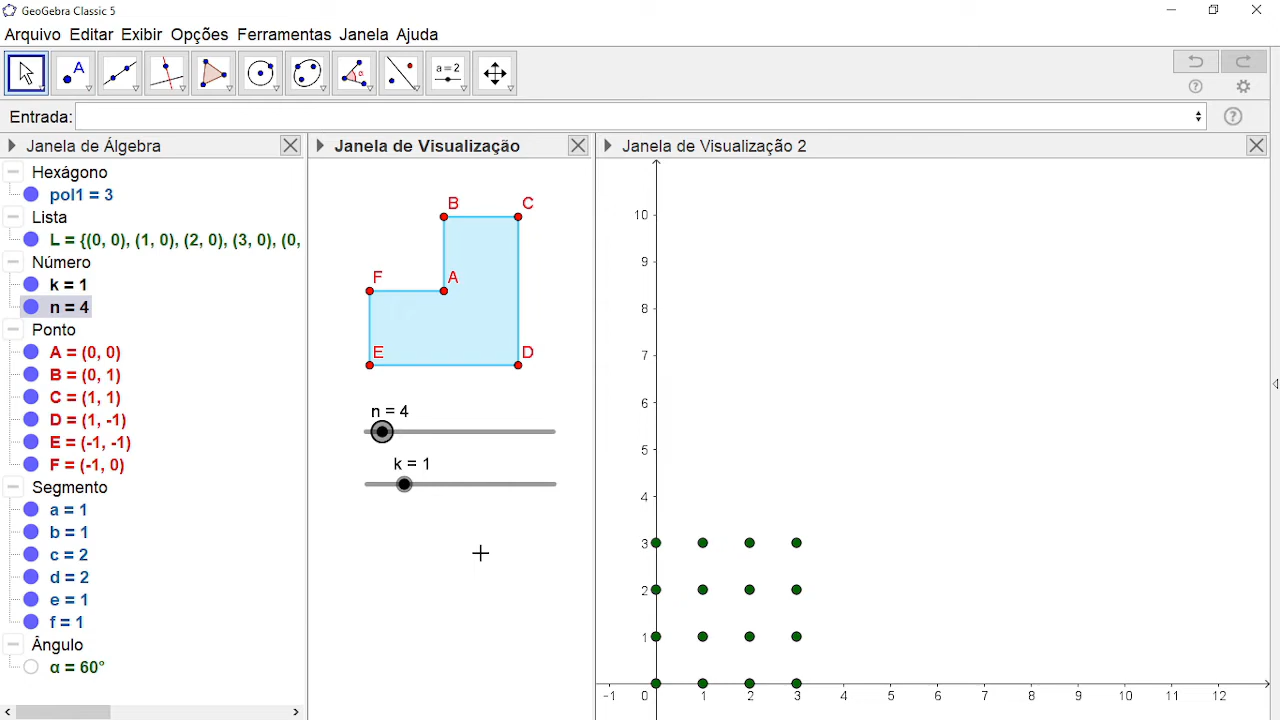 GeoGebra Classic 5
Arquivo Editar Exibir Opções Ferramentas Janela Ajuda
A
α
a = 2
Entrada:
Janela de Álgebra
Hexágono
pol1 = 3
Lista
L = {(0, 0), (1, 0), (2, 0), (3, 0), (0,
Número
k = 1
n = 4
Ponto
A = (0, 0)
B = (0, 1)
C = (1, 1)
D = (1, -1)
E = (-1, -1)
F = (-1, 0)
Segmento
a = 1
b = 1
c = 2
d = 2
e = 1
f = 1
Ângulo
α = 60°
Janela de Visualização
B C
F A
E D
n = 4
k = 1
Janela de Visualização 2
10
9
8
7
6
5
4
3
2
1
-1 0 1 2 3 4 5 6 7 8 9 10 11 12